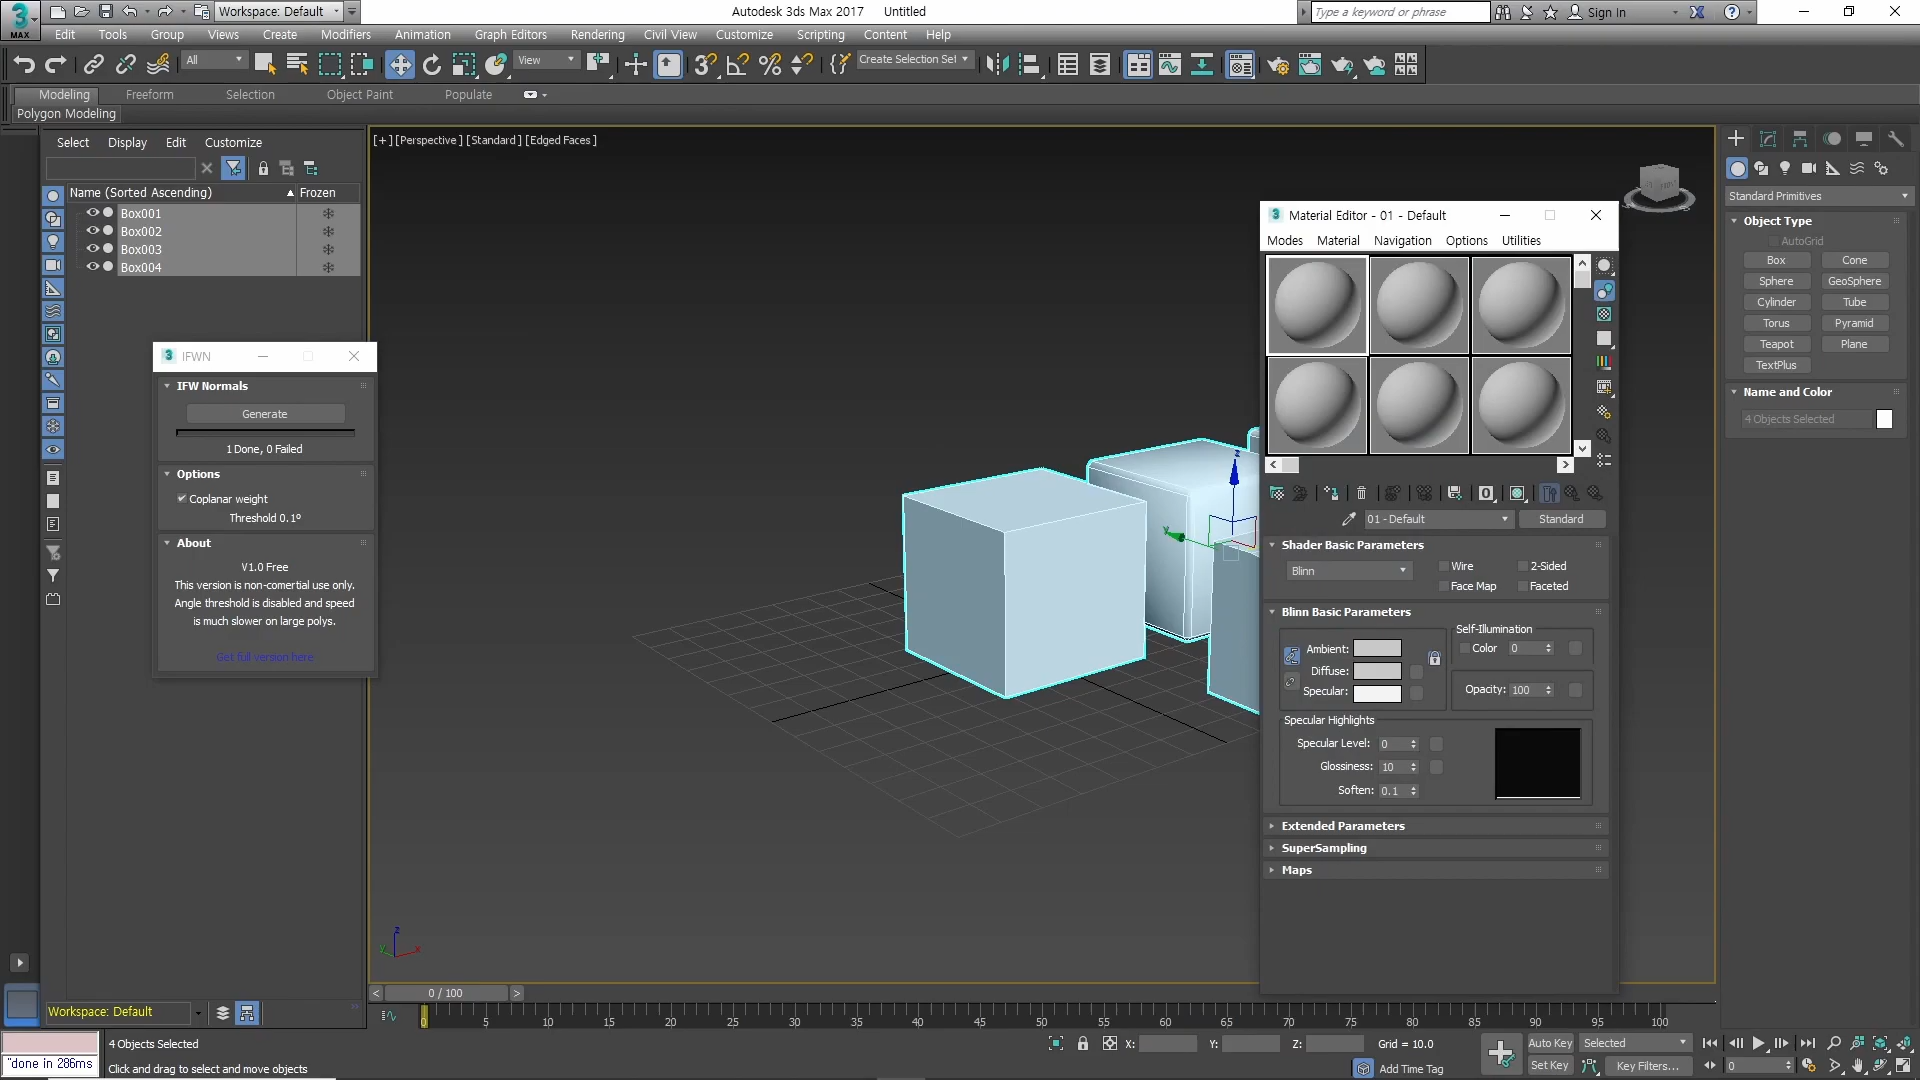 Workspace: Default
Autodesk 3ds Max 2017 Untitled
Type a keyword or phrase
Sign In
MAX
Edit Tools Group Views Create Modifiers Animation Graph Editors Rendering Civil View Customize Scripting Content Help
All
View
Create Selection Sel
Modeling Freeform Selection Object Paint Populate
Polygon Modeling
Select Display Edit Customize
Name (Sorted Ascending) Frozen
Box001
Box002
Box003
Box004
[+] [Perspective] [Standard] [Edged Faces]
IFWN
IFW Normals
Generate
1 Done, 0 Failed
Options
Coplanar weight
Threshold 0.1º
About
V1.0 Free
This version is non-comertial use only.
Angle threshold is disabled and speed
is much slower on large polys.
Get full version here
z
y
z
y x
Material Editor - 01 - Default
Modes Material Navigation Options Utilities
01 - Default
Standard
Shader Basic Parameters
Blinn
Wire 2-Sided
Face Map Faceted
Blinn Basic Parameters
Self-Illumination
Ambient: Color 0
Diffuse:
Specular: Opacity: 100
Specular Highlights
Specular Level: 0
Glossiness: 10
Soften: 0.1
Extended Parameters
SuperSampling
Maps
Standard Primitives
Object Type
AutoGrid
Box Cone
Sphere GeoSphere
Cylinder Tube
Torus Pyramid
Teapot Plane
TextPlus
Name and Color
4 Objects Selected
0 / 100
Workspace: Default
0 5 10 15 20 25 30 35 40 45 50 55 60 65 70 75 80 85 90 95 100
4 Objects Selected
X: Y: Z: Grid = 10.0
Auto Key Selected
"done in 286ms
Click and drag to select and move objects
Add Time Tag
Set Key Key Filters...
0